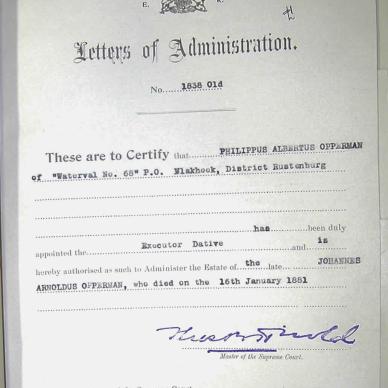 E. R.
Letters of Administration.
No. 1838 Old
These are to Certify that PHILIPPUS ALBERTUS OPPERMAN
of "Waterval No. 68" P.O. Vlakhoek, District Rustenburg
has been duly
appointed the Executor Dative and is
hereby authorised as such to Administer the Estate of the late JOHANNES
ARNOLDUS OPPERMAN, who died on the 16th January 1881
Master of the Supreme Court.